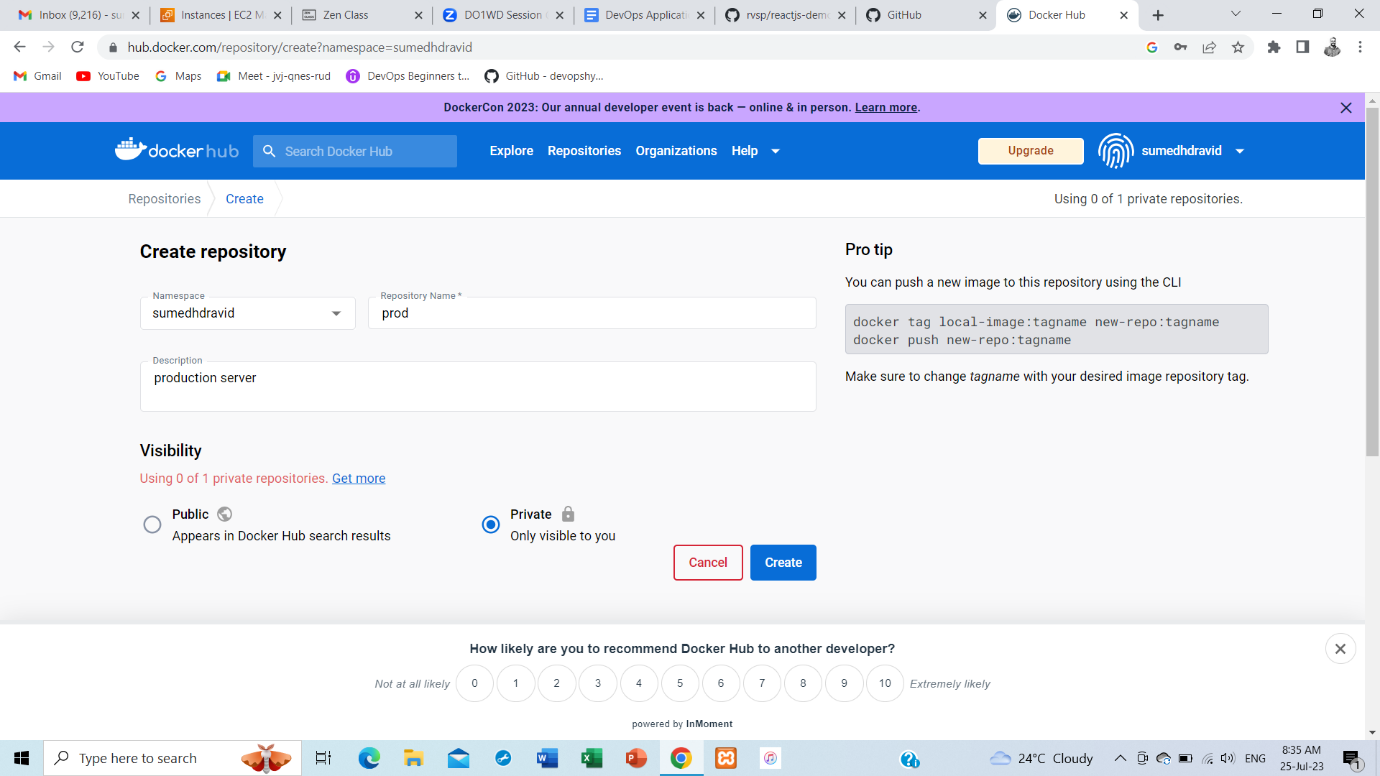 Inbox (9,216) - su
Instances | EC2 M
Zen Class
DO1WD Session
DevOps Applicati
rvsp/reactjs-dem
GitHub
Docker Hub
hub.docker.com/repository/create?namespace=sumedhdravid
Gmail
YouTube
Maps
Meet - jvj-qnes-rud
DevOps Beginners t...
GitHub - devopshy...
DockerCon 2023: Our annual developer event is back — online & in person. Learn more.
docker hub
Search Docker Hub
Explore
Repositories
Organizations
Help
Upgrade
sumedhdravid
Repositories
Create
Using 0 of 1 private repositories.
Create repository
Namespace
sumedhdravid
Repository Name *
prod
Description
production server
Visibility
Using 0 of 1 private repositories. Get more
Public
Appears in Docker Hub search results
Private
Only visible to you
Cancel
Create
Pro tip
You can push a new image to this repository using the CLI
docker tag local-image:tagname new-repo:tagname
docker push new-repo:tagname
Make sure to change tagname with your desired image repository tag.
How likely are you to recommend Docker Hub to another developer?
Not at all likely
0
1
2
3
4
5
6
7
8
9
10
Extremely likely
powered by InMoment
Type here to search
24°C Cloudy
ENG
8:35 AM
25-Jul-23
1